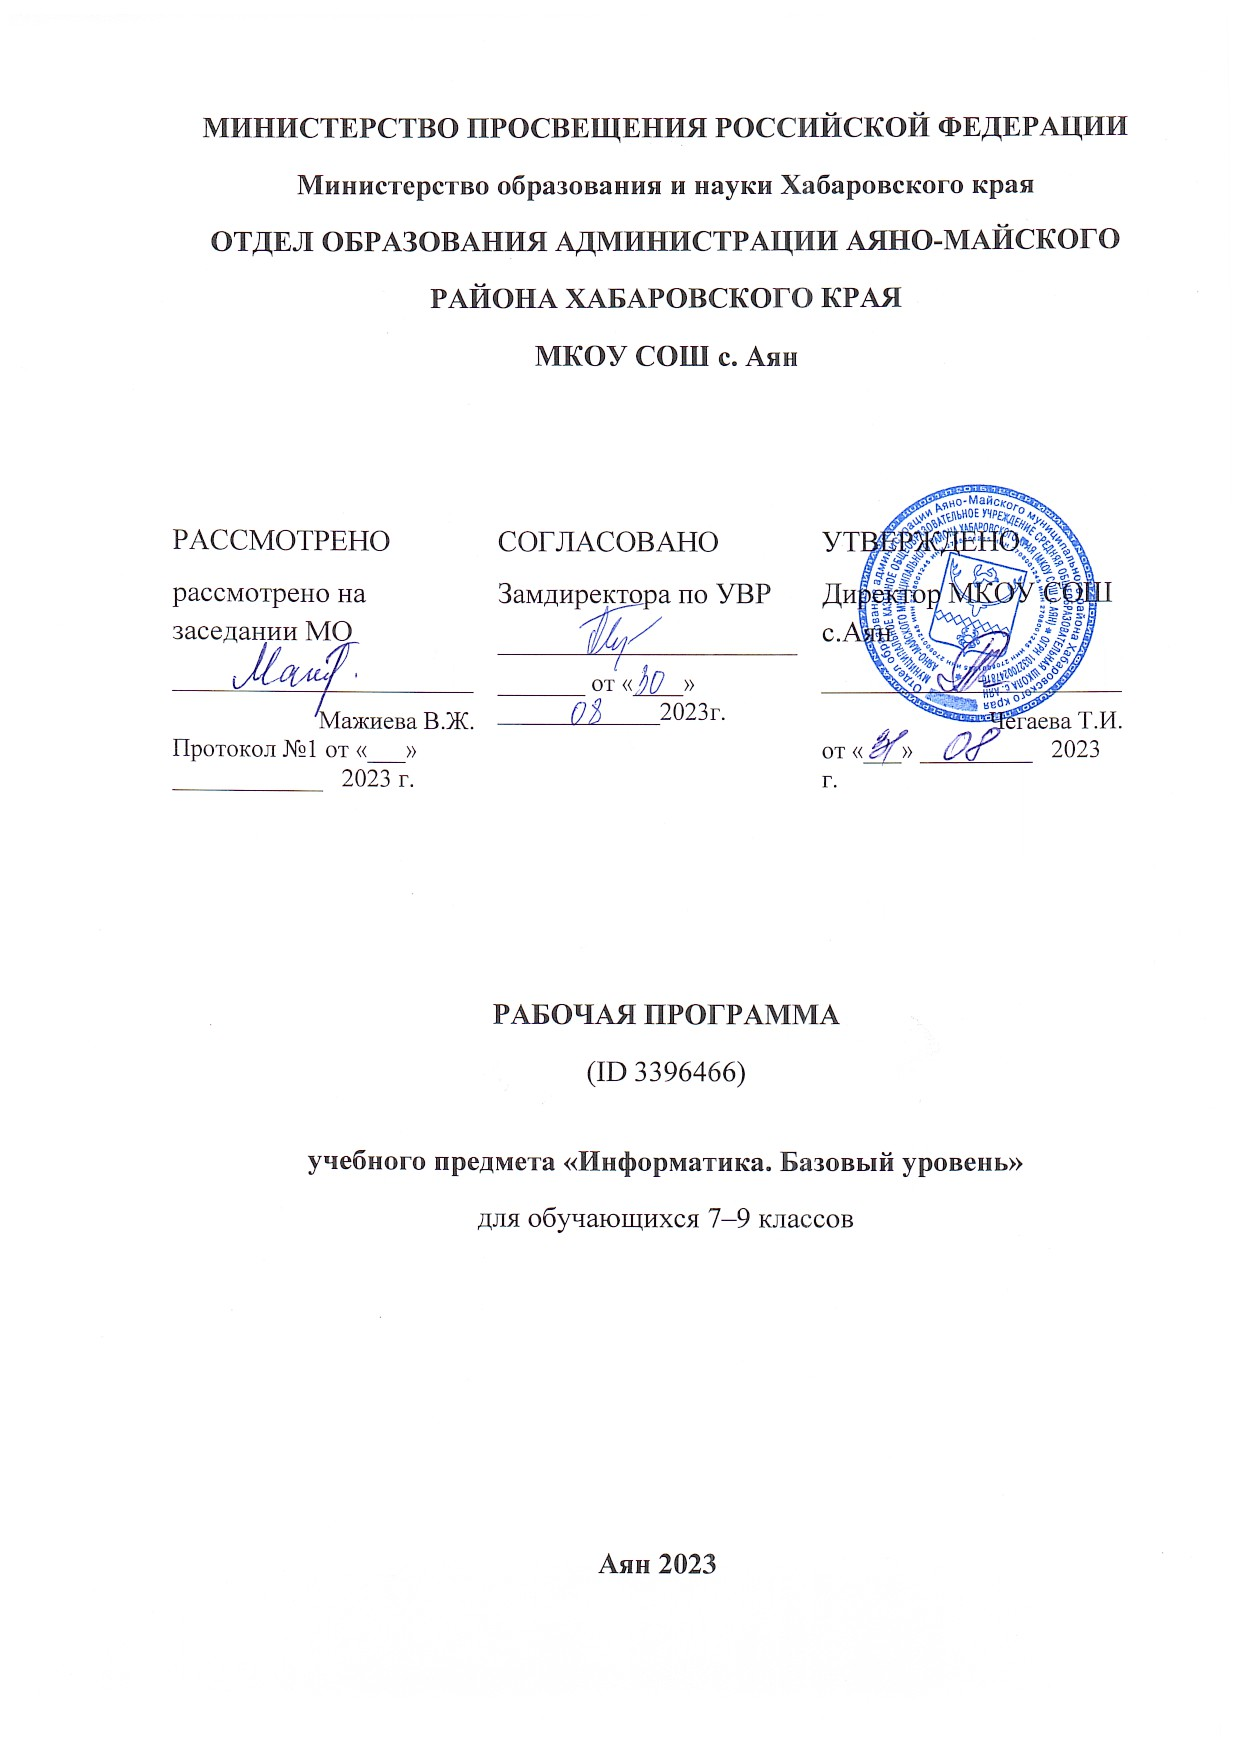 МИНИСТЕРСТВО ПРОСВЕЩЕНИЯ РОССИЙСКОЙ ФЕДЕРАЦИИ
Министерство образования и науки Хабаровского края
ОТДЕЛ ОБРАЗОВАНИЯ АДМИНИСТРАЦИИ АЯНО-МАЙСКОГО
РАЙОНА ХАБАРОВСКОГО КРАЯ
МКОУ СОШ с. Аян
РАССМОТРЕНО
рассмотрено на
заседании МО
Мажиева В.Ж.
Протокол №1 от «___»
____________ 2023 г.
СОГЛАСОВАНО
Замдиректора по УВР
_______ от «30»
08 2023г.
УТВЕРЖДЕНО
Директор МКОУ СОШ
с.Аян
Чегаева Т.И.
от «31» 08 2023
г.
РАБОЧАЯ ПРОГРАММА
(ID 3396466)
учебного предмета «Информатика. Базовый уровень»
для обучающихся 7–9 классов
Аян 2023